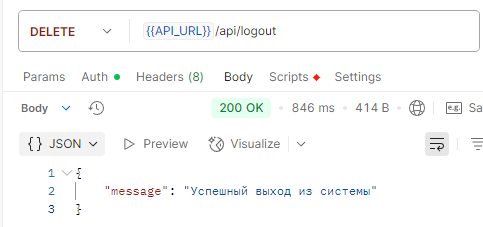 DELETE {{API_URL}} /api/logout
Params Auth Headers (8) Body Scripts Settings
Body 200 OK • 846 ms • 414 B e.g. Sa
{} JSON Preview Visualize
1 {
2 "message": "Успешный выход из системы"
3 }